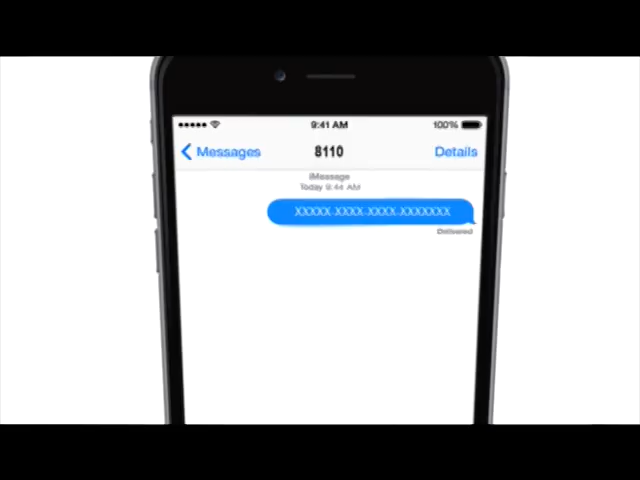 9:41 AM 100%
Messages 8110 Details
iMessage
Today 9:44 AM
XXXXX-XXXX-XXXX-XXXXXXX
Delivered